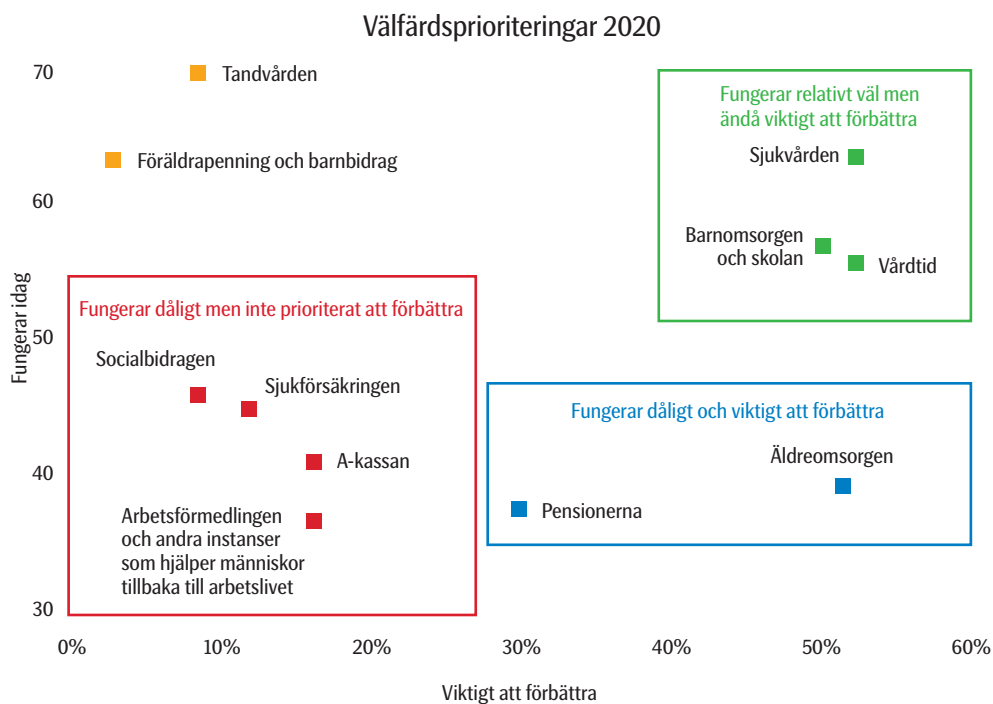 Välfärdsprioriteringar 2020
70
Tandvården
Föräldrapenning och barnbidrag
Fungerar relativt väl men
ändå viktigt att förbättra
Sjukvården
60
Barnomsorgen
och skolan
Vårdtid
Fungerar idag
Fungerar dåligt men inte prioriterat att förbättra
50
Socialbidragen
Sjukförsäkringen
A-kassan
Fungerar dåligt och viktigt att förbättra
Äldreomsorgen
40
Pensionerna
Arbetsförmedlingen
och andra instanser
som hjälper människor
tillbaka till arbetslivet
30
0%
10%
20%
30%
40%
50%
60%
Viktigt att förbättra